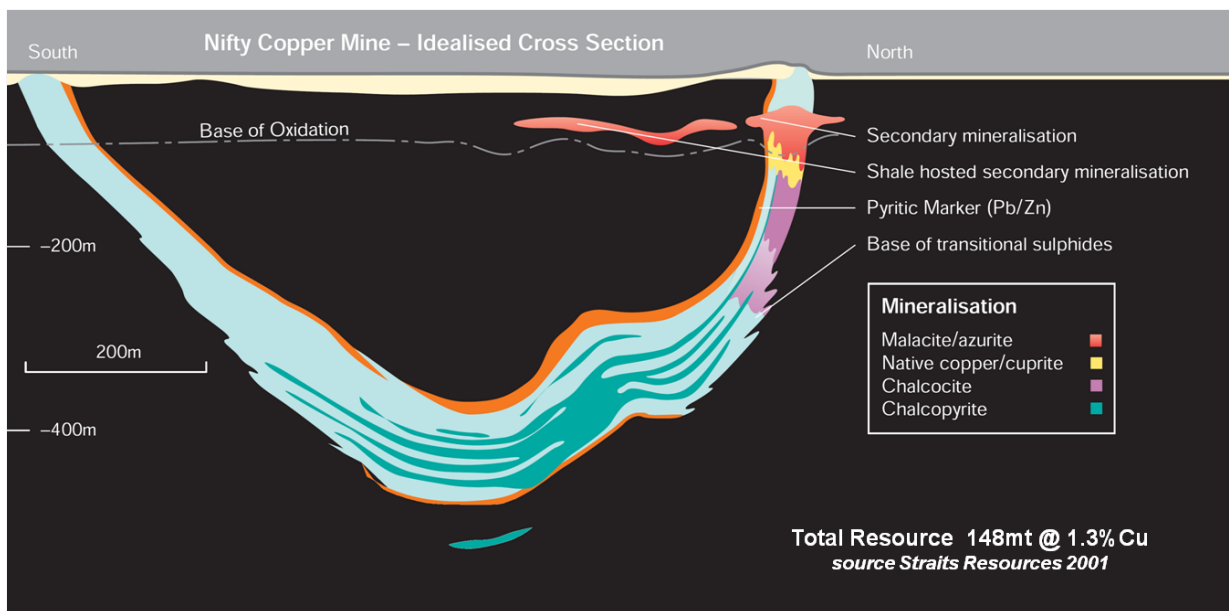 Nifty Copper Mine – Idealised Cross Section
South
North
Base of Oxidation
Secondary mineralisation
Shale hosted secondary mineralisation
Pyritic Marker (Pb/Zn)
–200m
Base of transitional sulphides
Mineralisation
Malacite/azurite
Native copper/cuprite
Chalcocite
Chalcopyrite
200m
–400m
Total Resource 148mt @ 1.3% Cu
source Straits Resources 2001